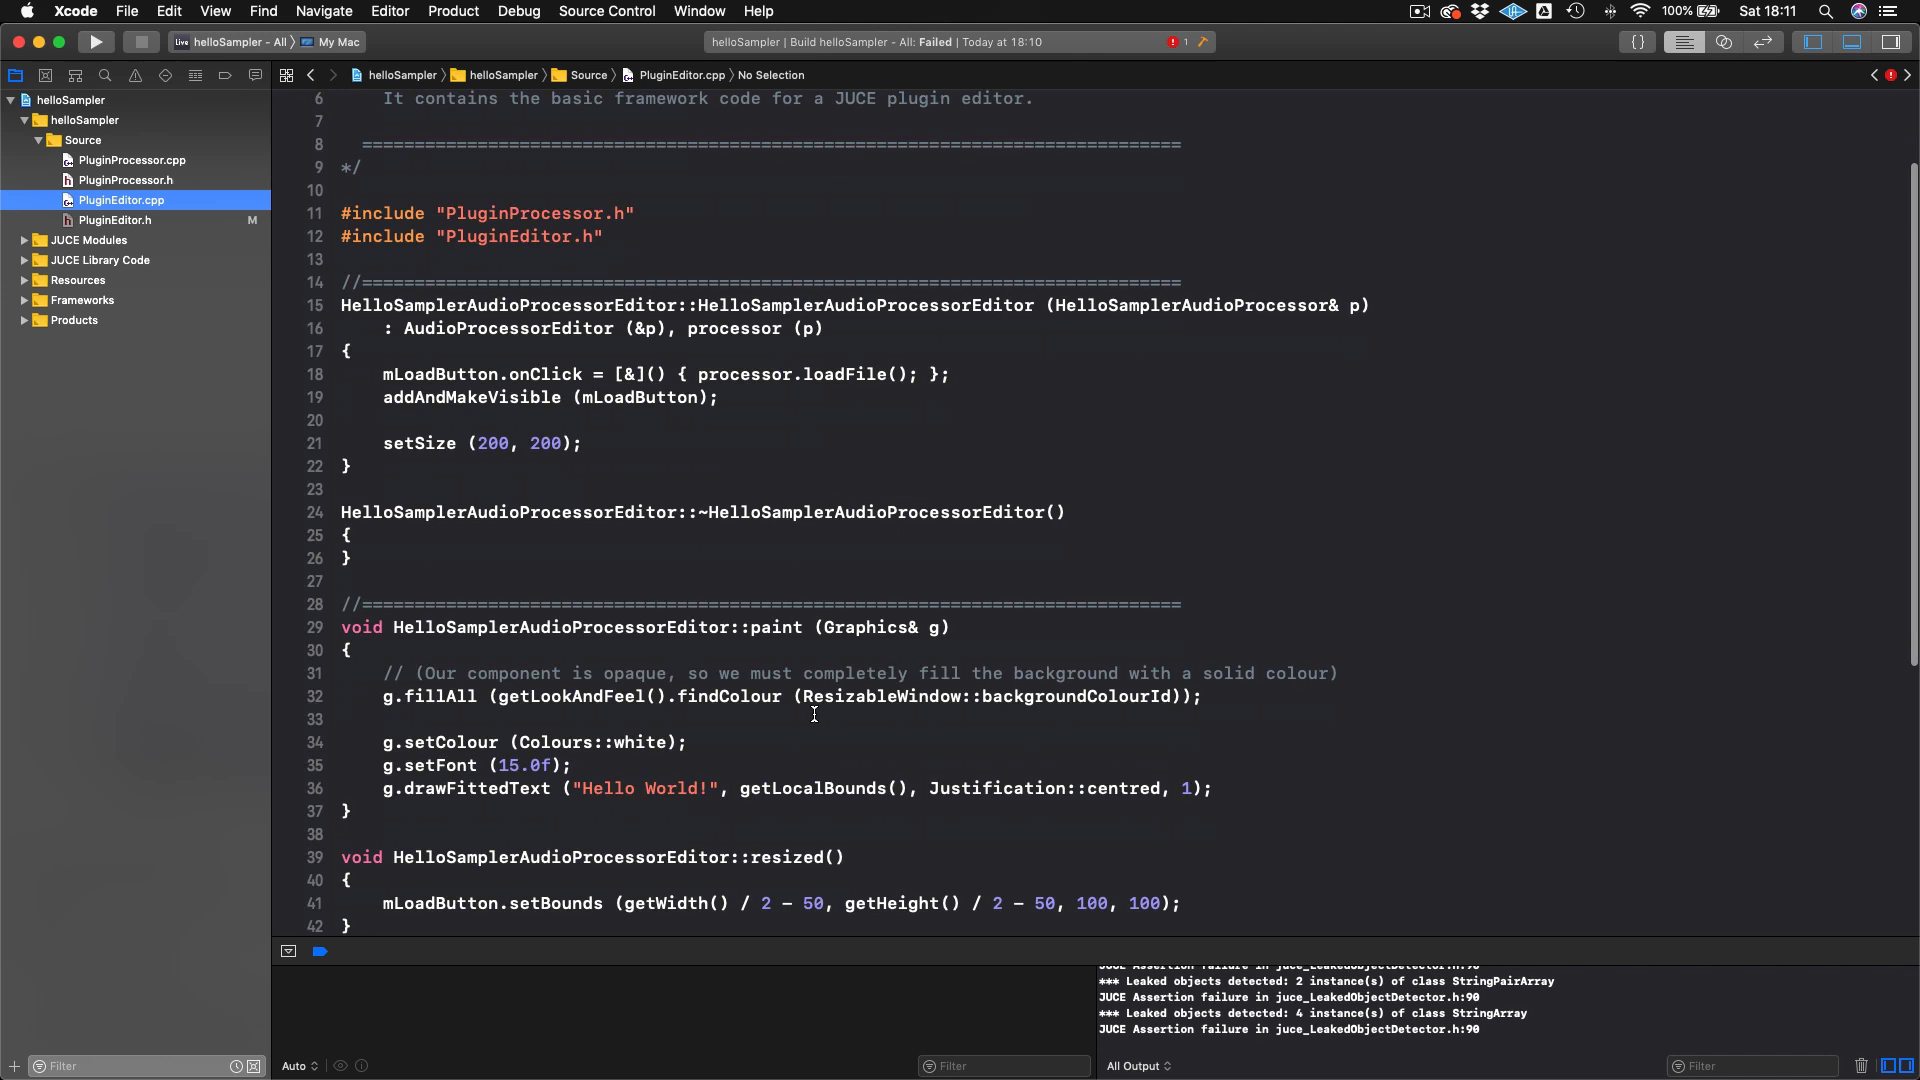 Xcode File Edit View Find Navigate Editor Product Debug Source Control Window Help 100% Sat 18:11
helloSampler - All My Mac helloSampler | Build helloSampler - All: Failed | Today at 18:10 1
helloSampler helloSampler Source PluginEditor.cpp No Selection
helloSampler
helloSampler
Source
PluginProcessor.cpp
PluginProcessor.h
PluginEditor.cpp
PluginEditor.h M
JUCE Modules
JUCE Library Code
Resources
Frameworks
Products
6 It contains the basic framework code for a JUCE plugin editor.
7
8 ==============================================================================
9 */
10
11 #include "PluginProcessor.h"
12 #include "PluginEditor.h"
13
14 //==============================================================================
15 HelloSamplerAudioProcessorEditor::HelloSamplerAudioProcessorEditor (HelloSamplerAudioProcessor& p)
16 : AudioProcessorEditor (&p), processor (p)
17 {
18 mLoadButton.onClick = [&]() { processor.loadFile(); };
19 addAndMakeVisible (mLoadButton);
20
21 setSize (200, 200);
22 }
23
24 HelloSamplerAudioProcessorEditor::~HelloSamplerAudioProcessorEditor()
25 {
26 }
27
28 //==============================================================================
29 void HelloSamplerAudioProcessorEditor::paint (Graphics& g)
30 {
31 // (Our component is opaque, so we must completely fill the background with a solid colour)
32 g.fillAll (getLookAndFeel().findColour (ResizableWindow::backgroundColourId));
33
34 g.setColour (Colours::white);
35 g.setFont (15.0f);
36 g.drawFittedText ("Hello World!", getLocalBounds(), Justification::centred, 1);
37 }
38
39 void HelloSamplerAudioProcessorEditor::resized()
40 {
41 mLoadButton.setBounds (getWidth() / 2 - 50, getHeight() / 2 - 50, 100, 100);
42 }
JUCE Assertion failure in juce_LeakedObjectDetector.h:90
*** Leaked objects detected: 2 instance(s) of class StringPairArray
JUCE Assertion failure in juce_LeakedObjectDetector.h:90
*** Leaked objects detected: 4 instance(s) of class StringArray
JUCE Assertion failure in juce_LeakedObjectDetector.h:90
Filter Auto Filter All Output Filter